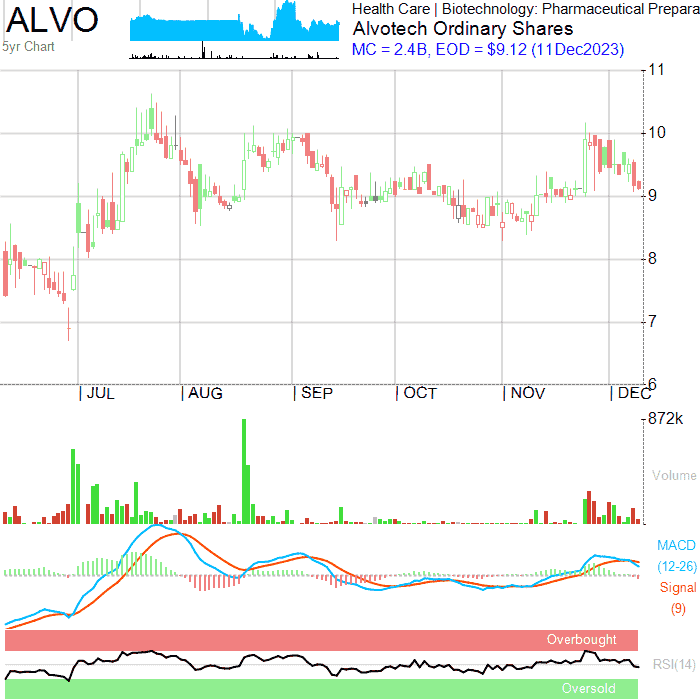 ALVO
5yr Chart
Health Care | Biotechnology: Pharmaceutical Prepara
Alvotech Ordinary Shares
MC = 2.4B, EOD = $9.12 (11Dec2023)
11
10
9
8
7
6
| JUL | AUG | SEP | OCT | NOV | DEC
872k
Volume
MACD
(12-26)
Signal
(9)
Overbought
RSI(14)
Oversold